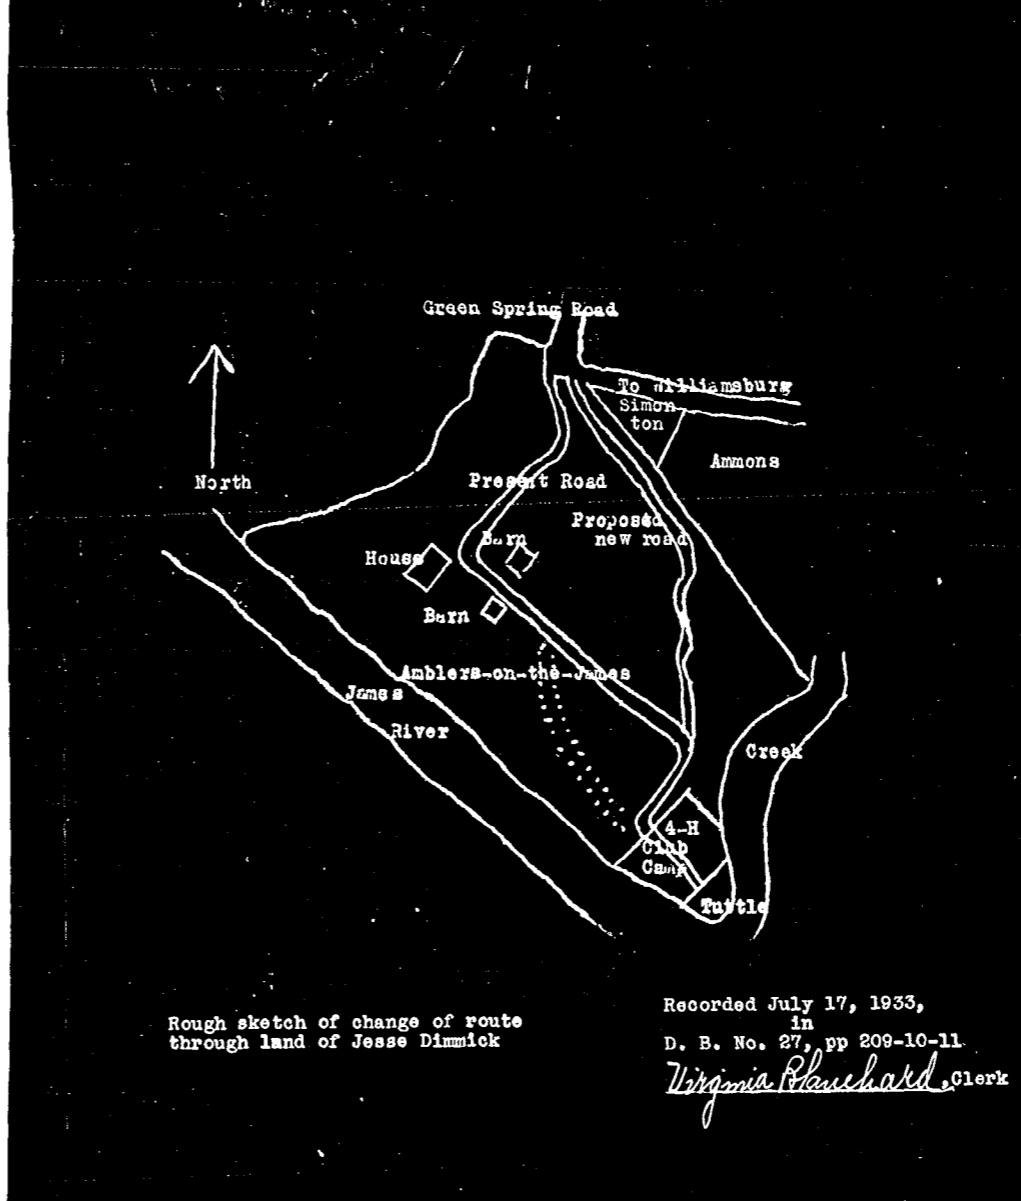 Green Spring Road
To Williamsburg
Simon
ton
Ammons
North
Present Road
Proposed
new road
Barn
House
Barn
Amblers-on-the-James
James
River
Creek
4-H
Club
Camp
Tuttle
Rough sketch of change of route
through land of Jesse Dimmick
Recorded July 17, 1933,
in
D. B. No. 27, pp 209-10-11
Virginia Blanchard, Clerk